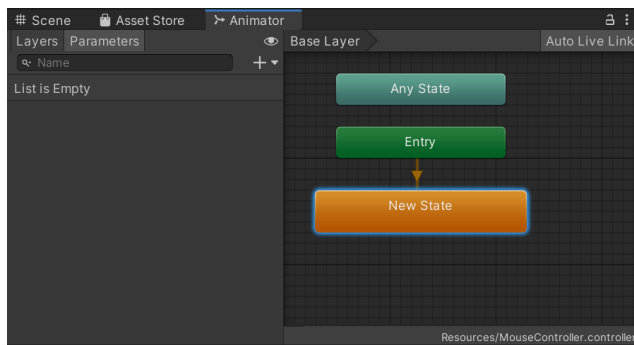 Scene Asset Store Animator
Layers Parameters Base Layer Auto Live Link
Name
List is Empty
Any State
Entry
New State
Resources/MouseController.controller